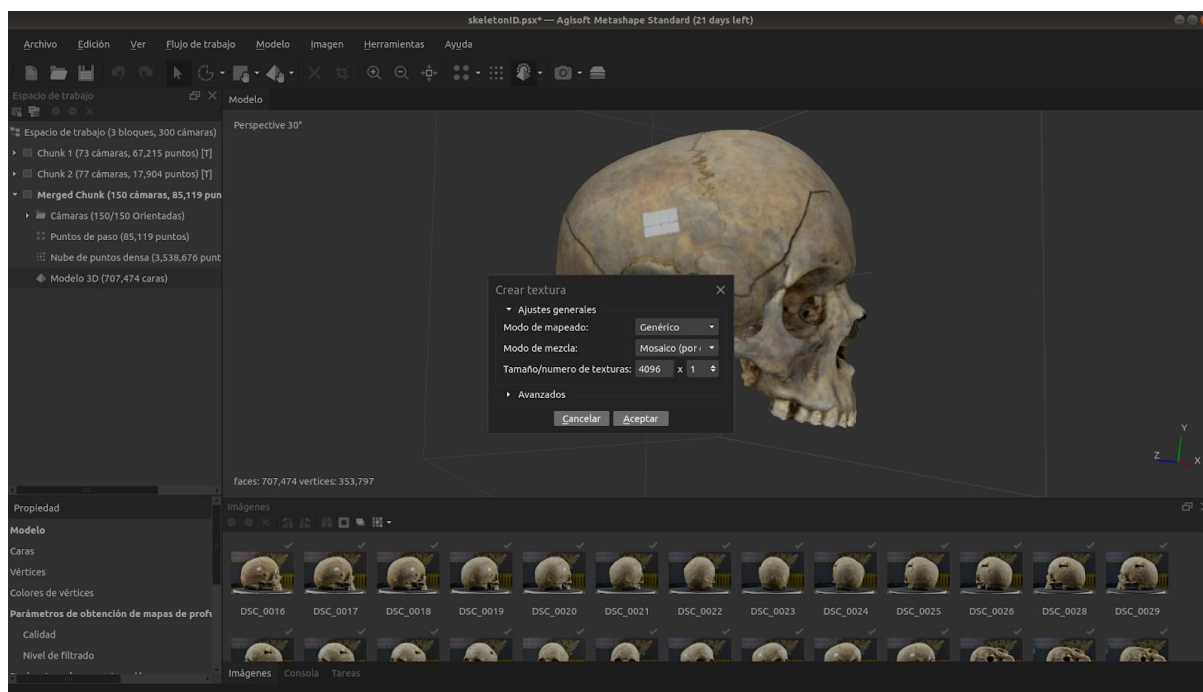 skeletonID.psx* — Agisoft Metashape Standard (21 days left)
Archivo Edición Ver Flujo de trabajo Modelo Imagen Herramientas Ayuda
Espacio de trabajo
Modelo
Espacio de trabajo (3 bloques, 300 cámaras)
Perspective 30°
Chunk 1 (73 cámaras, 67,215 puntos) [T]
Chunk 2 (77 cámaras, 17,904 puntos) [T]
Merged Chunk (150 cámaras, 85,119 pun
Cámaras (150/150 Orientadas)
Puntos de paso (85,119 puntos)
Nube de puntos densa (3,538,676 punt
Modelo 3D (707,474 caras)
Crear textura
Ajustes generales
Modo de mapeado: Genérico
Modo de mezcla: Mosaico (por
Tamaño/numero de texturas: 4096 x 1
Avanzados
Cancelar Aceptar
Y
Z X
faces: 707,474 vertices: 353,797
Propiedad
Modelo
Caras
Vértices
Colores de vértices
Parámetros de obtención de mapas de profu
Calidad
Nivel de filtrado
Imágenes
DSC_0016 DSC_0017 DSC_0018 DSC_0019 DSC_0020 DSC_0021 DSC_0022 DSC_0023 DSC_0024 DSC_0025 DSC_0026 DSC_0028 DSC_0029
Imágenes Consola Tareas